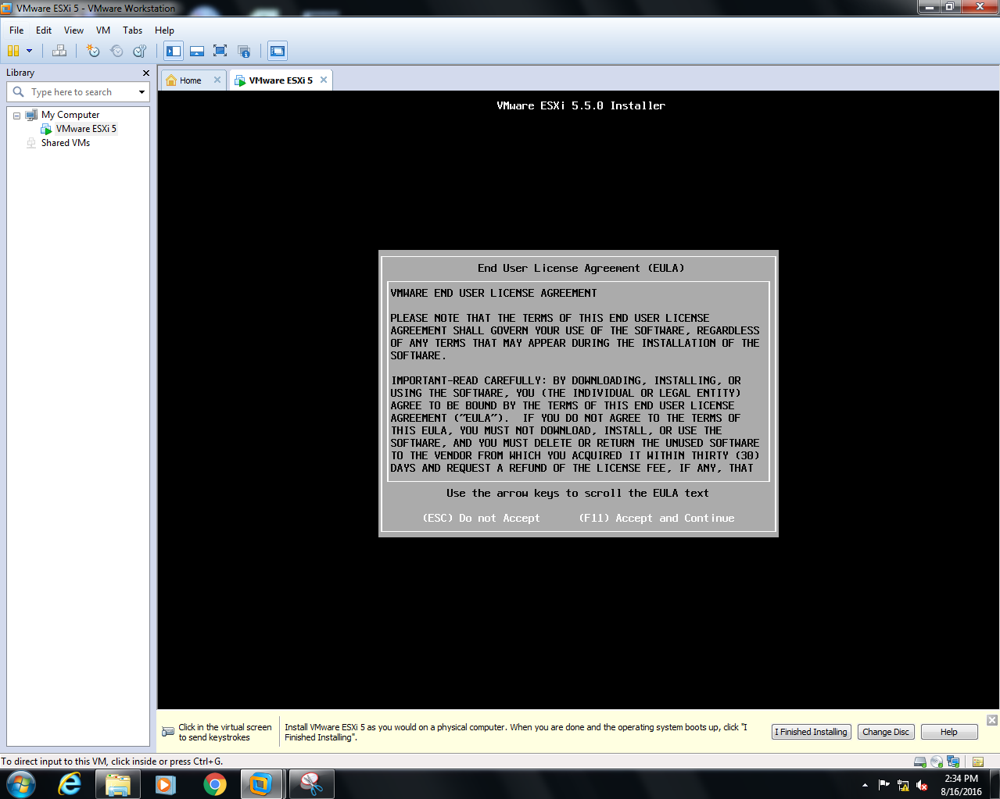 VMware ESXi 5 - VMware Workstation
File Edit View VM Tabs Help
Library
Type here to search
My Computer
VMware ESXi 5
Shared VMs
Home
VMware ESXi 5
VMware ESXi 5.5.0 Installer
End User License Agreement (EULA)
VMWARE END USER LICENSE AGREEMENT
PLEASE NOTE THAT THE TERMS OF THIS END USER LICENSE
AGREEMENT SHALL GOVERN YOUR USE OF THE SOFTWARE, REGARDLESS
OF ANY TERMS THAT MAY APPEAR DURING THE INSTALLATION OF THE
SOFTWARE.
IMPORTANT-READ CAREFULLY: BY DOWNLOADING, INSTALLING, OR
USING THE SOFTWARE, YOU (THE INDIVIDUAL OR LEGAL ENTITY)
AGREE TO BE BOUND BY THE TERMS OF THIS END USER LICENSE
AGREEMENT ("EULA").  IF YOU DO NOT AGREE TO THE TERMS OF
THIS EULA, YOU MUST NOT DOWNLOAD, INSTALL, OR USE THE
SOFTWARE, AND YOU MUST DELETE OR RETURN THE UNUSED SOFTWARE
TO THE VENDOR FROM WHICH YOU ACQUIRED IT WITHIN THIRTY (30)
DAYS AND REQUEST A REFUND OF THE LICENSE FEE, IF ANY, THAT
Use the arrow keys to scroll the EULA text
(ESC) Do not Accept (F11) Accept and Continue
Click in the virtual screen
to send keystrokes
Install VMware ESXi 5 as you would on a physical computer. When you are done and the operating system boots up, click "I
Finished Installing".
I Finished Installing
Change Disc
Help
To direct input to this VM, click inside or press Ctrl+G.
2:34 PM
8/16/2016